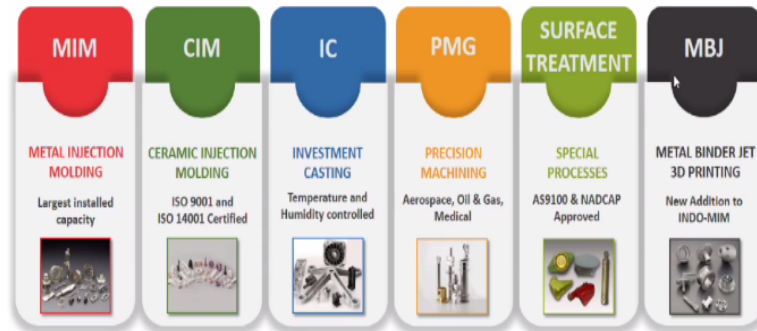 MIM
METAL INJECTION
MOLDING
Largest installed
capacity
CIM
CERAMIC INJECTION
MOLDING
ISO 9001 and
ISO 14001 Certified
IC
INVESTMENT
CASTING
Temperature and
Humidity controlled
PMG
PRECISION
MACHINING
Aerospace, Oil & Gas,
Medical
SURFACE
TREATMENT
SPECIAL
PROCESSES
AS9100 & NADCAP
Approved
MBJ
METAL BINDER JET
3D PRINTING
New Addition to
INDO-MIM